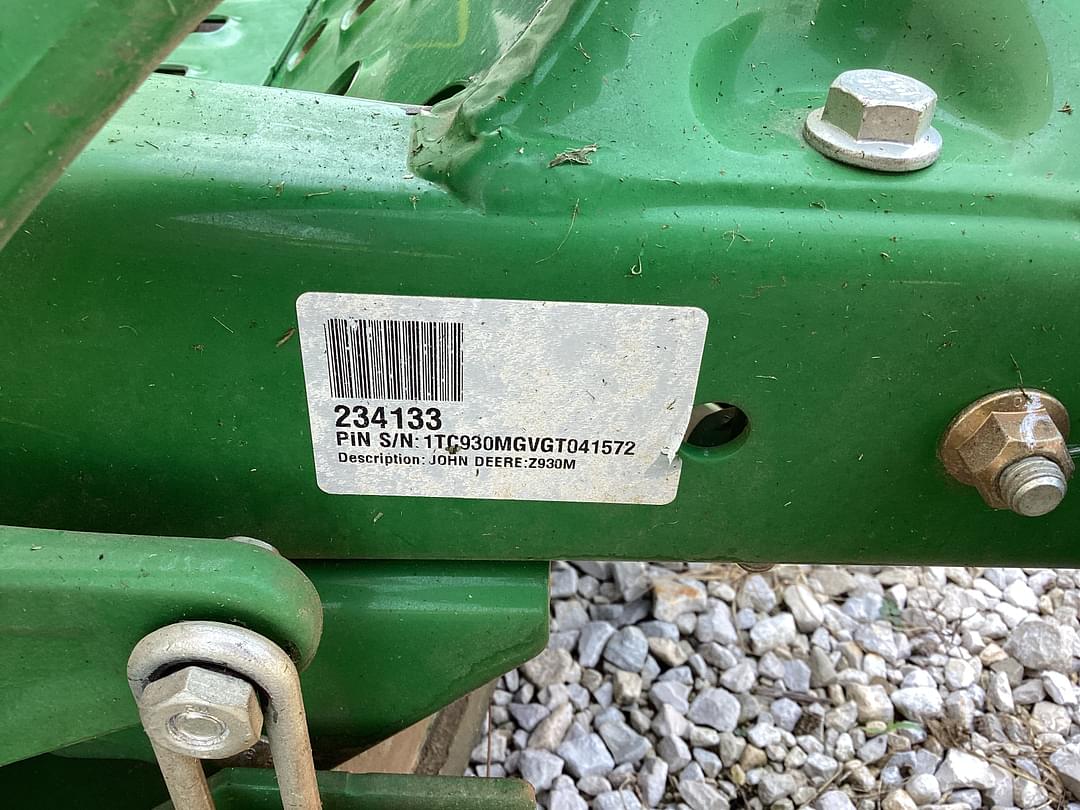 234133
PIN S/N: 1TC930MGVGT041572
Description: JOHN DEERE:Z930M